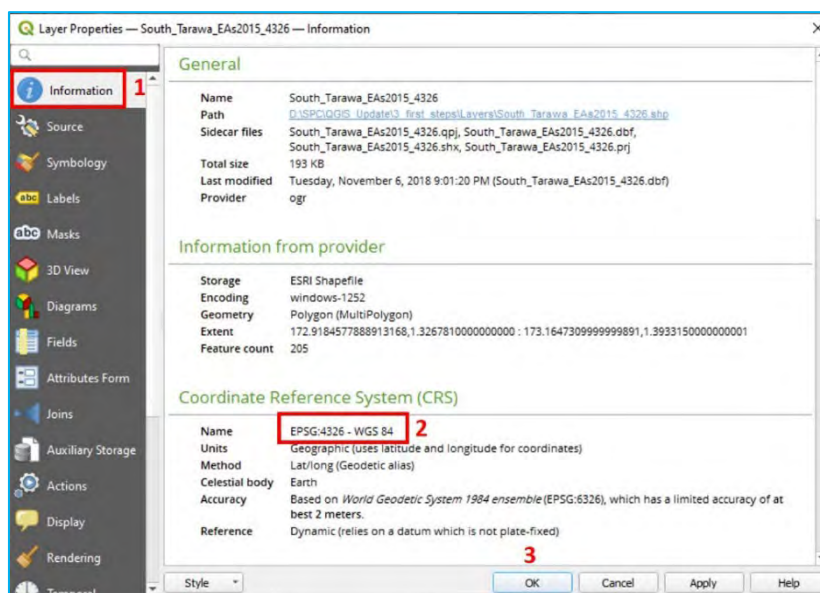 Layer Properties — South_Tarawa_EAs2015_4326 — Information
Information 1
Source
Symbology
abc Labels
abc Masks
3D View
Diagrams
Fields
Attributes Form
Joins
Auxiliary Storage
Actions
Display
Rendering
Temporal
General
Name South_Tarawa_EAs2015_4326
Path D:\SPC\QGIS_Update\3_first_steps\Layers\South_Tarawa_EAs2015_4326.shp
Sidecar files South_Tarawa_EAs2015_4326.qpj, South_Tarawa_EAs2015_4326.dbf,
South_Tarawa_EAs2015_4326.shx, South_Tarawa_EAs2015_4326.prj
Total size 193 KB
Last modified Tuesday, November 6, 2018 9:01:20 PM (South_Tarawa_EAs2015_4326.dbf)
Provider ogr
Information from provider
Storage ESRI Shapefile
Encoding windows-1252
Geometry Polygon (MultiPolygon)
Extent 172.9184577888913168,1.3267810000000000 : 173.1647309999999891,1.3933150000000001
Feature count 205
Coordinate Reference System (CRS)
Name EPSG:4326 - WGS 84 2
Units Geographic (uses latitude and longitude for coordinates)
Method Lat/long (Geodetic alias)
Celestial body Earth
Accuracy Based on World Geodetic System 1984 ensemble (EPSG:6326), which has a limited accuracy of at
best 2 meters.
Reference Dynamic (relies on a datum which is not plate-fixed)
3
Style OK Cancel Apply Help